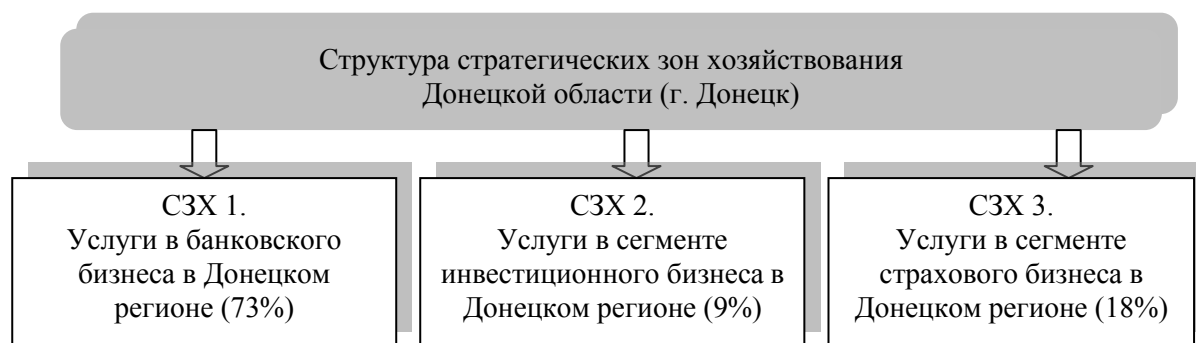 Структура стратегических зон хозяйствования
Донецкой области (г. Донецк)
СЗХ 1.
Услуги в банковского
бизнеса в Донецком
регионе (73%)
СЗХ 2.
Услуги в сегменте
инвестиционного бизнеса в
Донецком регионе (9%)
СЗХ 3.
Услуги в сегменте
страхового бизнеса в
Донецком регионе (18%)